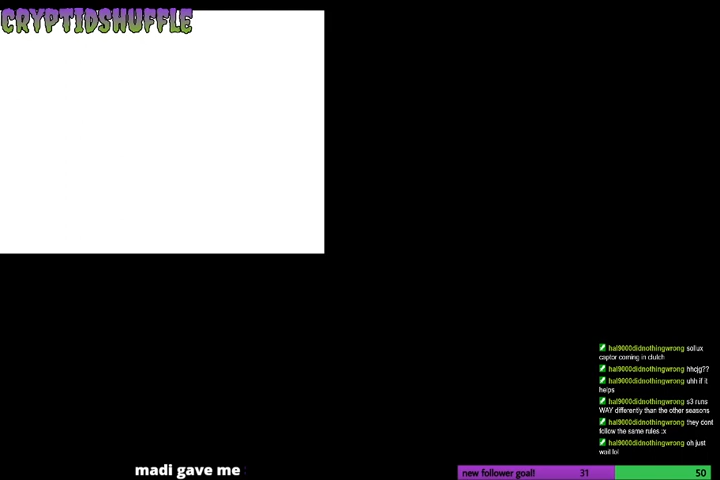 CRYPTIDSHUFFLE
hal9000didnothingwrong sollux
captor coming in clutch
hal9000didnothingwrong hhcjg??
hal9000didnothingwrong uhh if it
helps
hal9000didnothingwrong s3 runs
WAY differently than the other seasons
hal9000didnothingwrong they dont
follow the same rules :x
hal9000didnothingwrong oh just
wait lol
madi gave me
new follower goal! 31 50